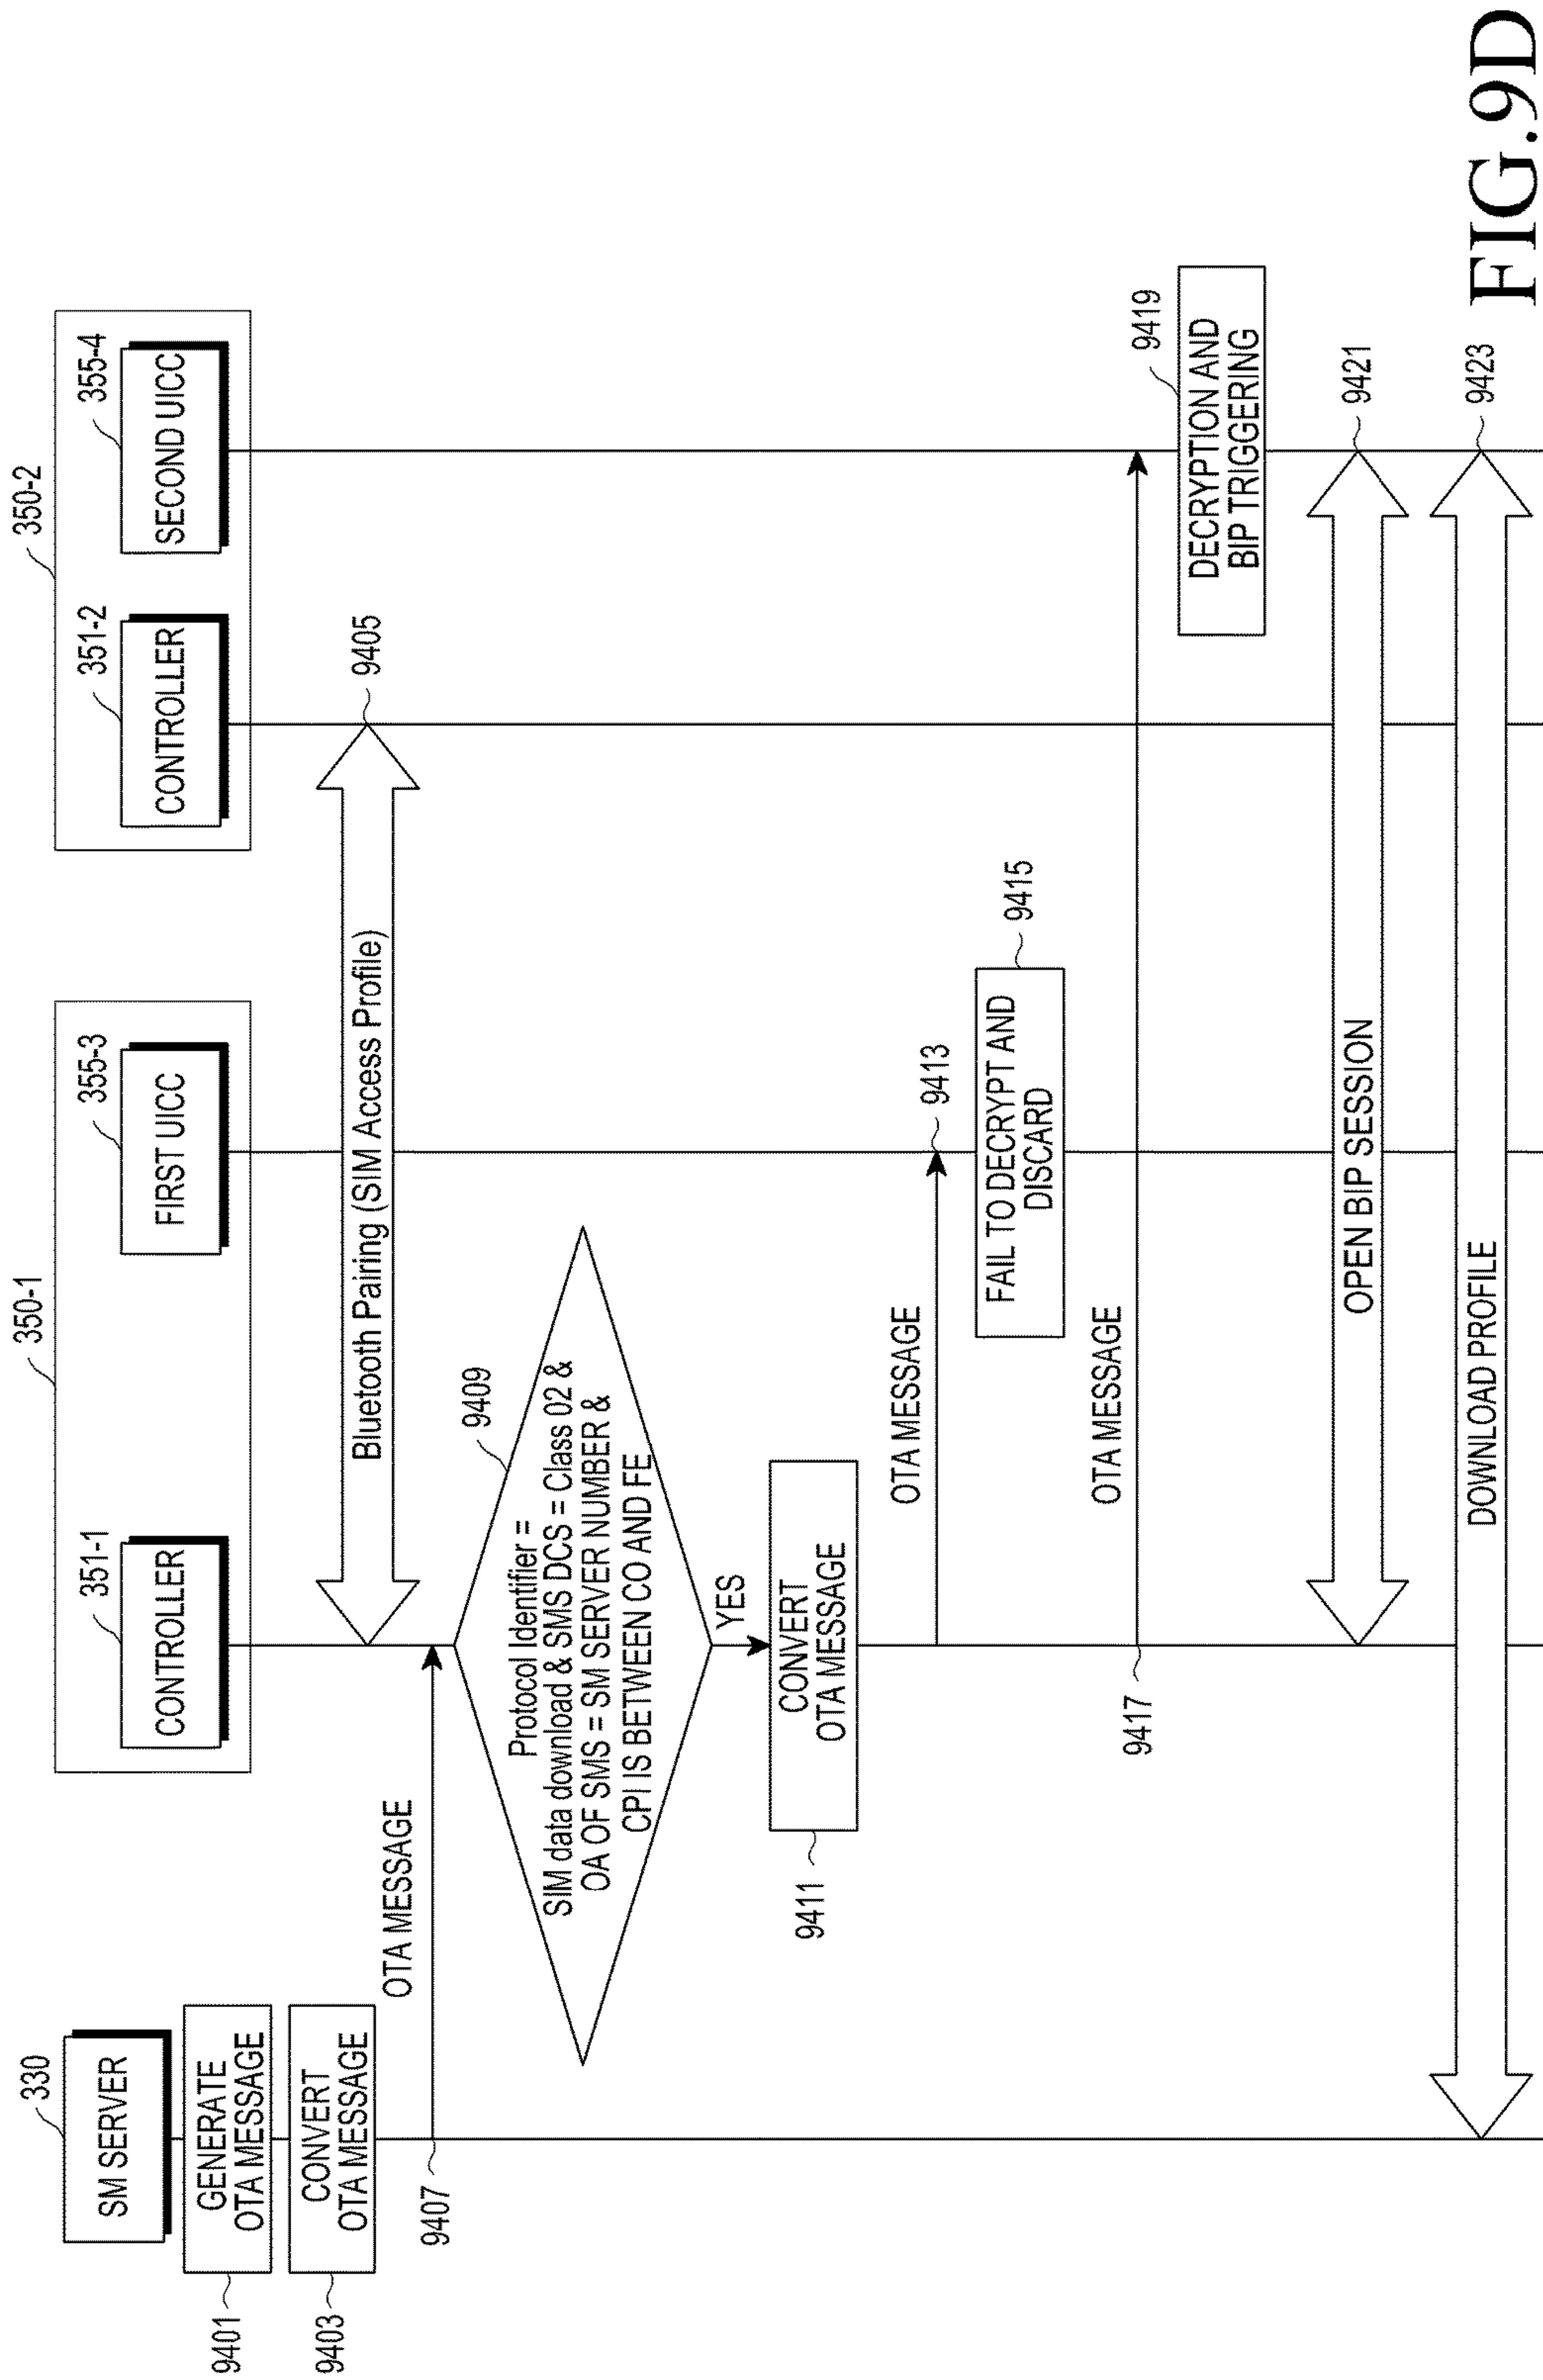 330
SM SERVER
350-1
351-1
CONTROLLER
355-3
FIRST UICC
350-2
351-2
CONTROLLER
355-4
SECOND UICC
9401
GENERATE
OTA MESSAGE
9403
CONVERT
OTA MESSAGE
Bluetooth Pairing (SIM Access Profile)
9405
9407
OTA MESSAGE
9409
Protocol Identifier =
SIM data download & SMS DCS = Class 02 &
OA OF SMS = SM SERVER NUMBER &
CPI IS BETWEEN CO AND FE
YES
9411
CONVERT
OTA MESSAGE
OTA MESSAGE
9413
FAIL TO DECRYPT AND
DISCARD
9415
9417
OTA MESSAGE
9419
DECRYPTION AND
BIP TRIGGERING
OPEN BIP SESSION
9421
DOWNLOAD PROFILE
9423
FIG.9D